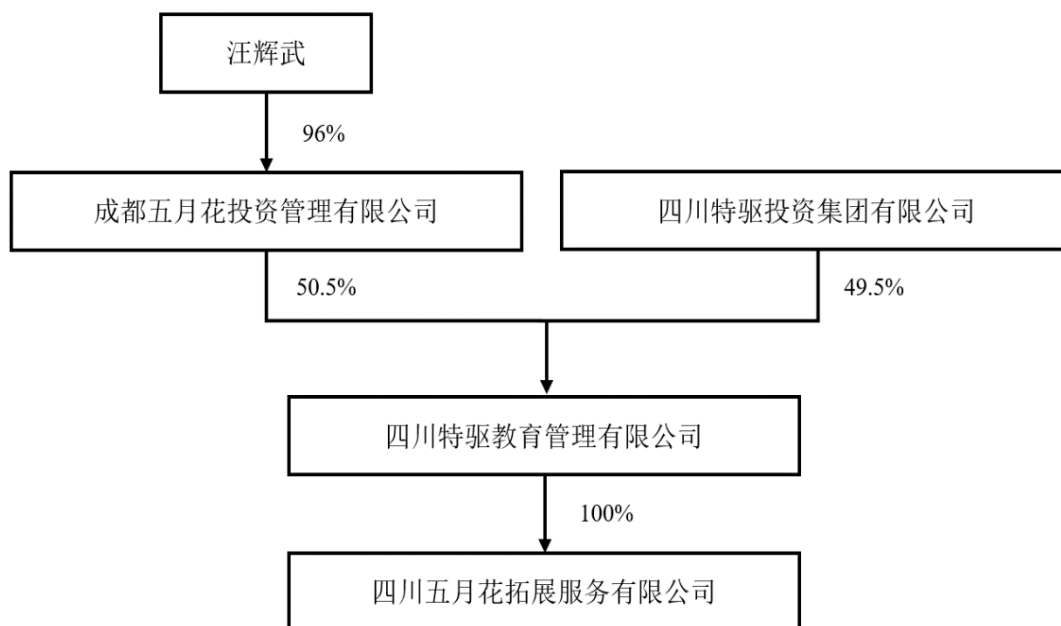 汪辉武
96%
成都五月花投资管理有限公司
四川特驱投资集团有限公司
50.5%
49.5%
四川特驱教育管理有限公司
100%
四川五月花拓展服务有限公司